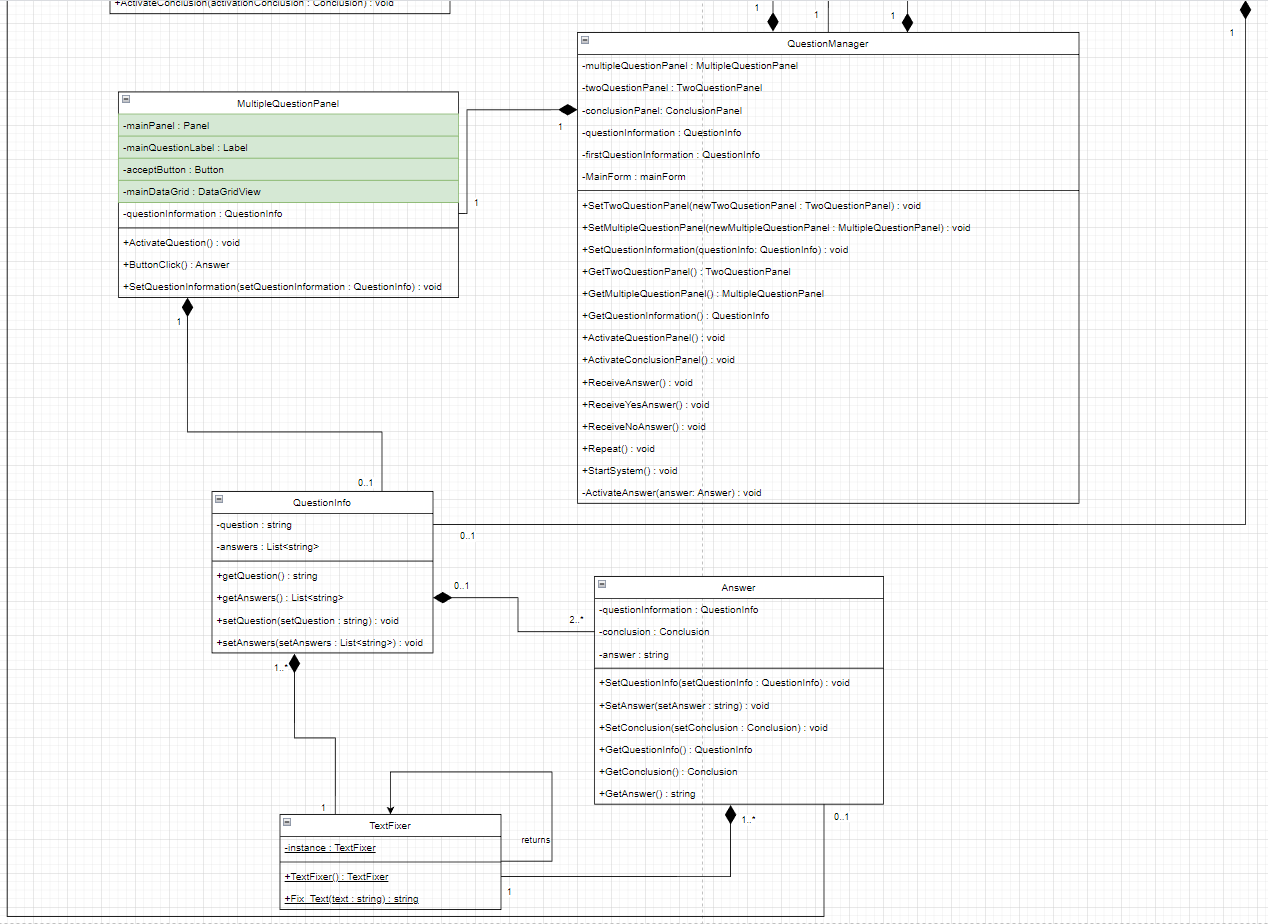 +ActivateConclusion(activationConclusion : Conclusion) : void
1
1
1
1
QuestionManager
-multipleQuestionPanel : MultipleQuestionPanel
-twoQuestionPanel : TwoQuestionPanel
-conclusionPanel: ConclusionPanel
-questionInformation : QuestionInfo
-firstQuestionInformation : QuestionInfo
-MainForm : mainForm
+SetTwoQuestionPanel(newTwoQusetionPanel : TwoQuestionPanel) : void
+SetMultipleQuestionPanel(newMultipleQuestionPanel : MultipleQuestionPanel) : void
+SetQuestionInformation(questionInfo: QuestionInfo) : void
+GetTwoQuestionPanel() : TwoQuestionPanel
+GetMultipleQuestionPanel() : MultipleQuestionPanel
+GetQuestionInformation() : QuestionInfo
+ActivateQuestionPanel() : void
+ActivateConclusionPanel() : void
+ReceiveAnswer() : void
+ReceiveYesAnswer() : void
+ReceiveNoAnswer() : void
+Repeat() : void
+StartSystem() : void
-ActivateAnswer(answer: Answer) : void
MultipleQuestionPanel
-mainPanel : Panel
-mainQuestionLabel : Label
-acceptButton : Button
-mainDataGrid : DataGridView
-questionInformation : QuestionInfo
+ActivateQuestion() : void
+ButtonClick() : Answer
+SetQuestionInformation(setQuestionInformation : QuestionInfo) : void
1
1
1
0..1
QuestionInfo
-question : string
-answers : List<string>
+getQuestion() : string
+getAnswers() : List<string>
+setQuestion(setQuestion : string) : void
+setAnswers(setAnswers : List<string>) : void
0..1
0..1
2..*
1..*
Answer
-questionInformation : QuestionInfo
-conclusion : Conclusion
-answer : string
+SetQuestionInfo(setQuestionInfo : QuestionInfo) : void
+SetAnswer(setAnswer : string) : void
+SetConclusion(setConclusion : Conclusion) : void
+GetQuestionInfo() : QuestionInfo
+GetConclusion() : Conclusion
+GetAnswer() : string
1..*
0..1
1
TextFixer
-instance : TextFixer
+TextFixer() : TextFixer
+Fix_Text(text : string) : string
returns
1